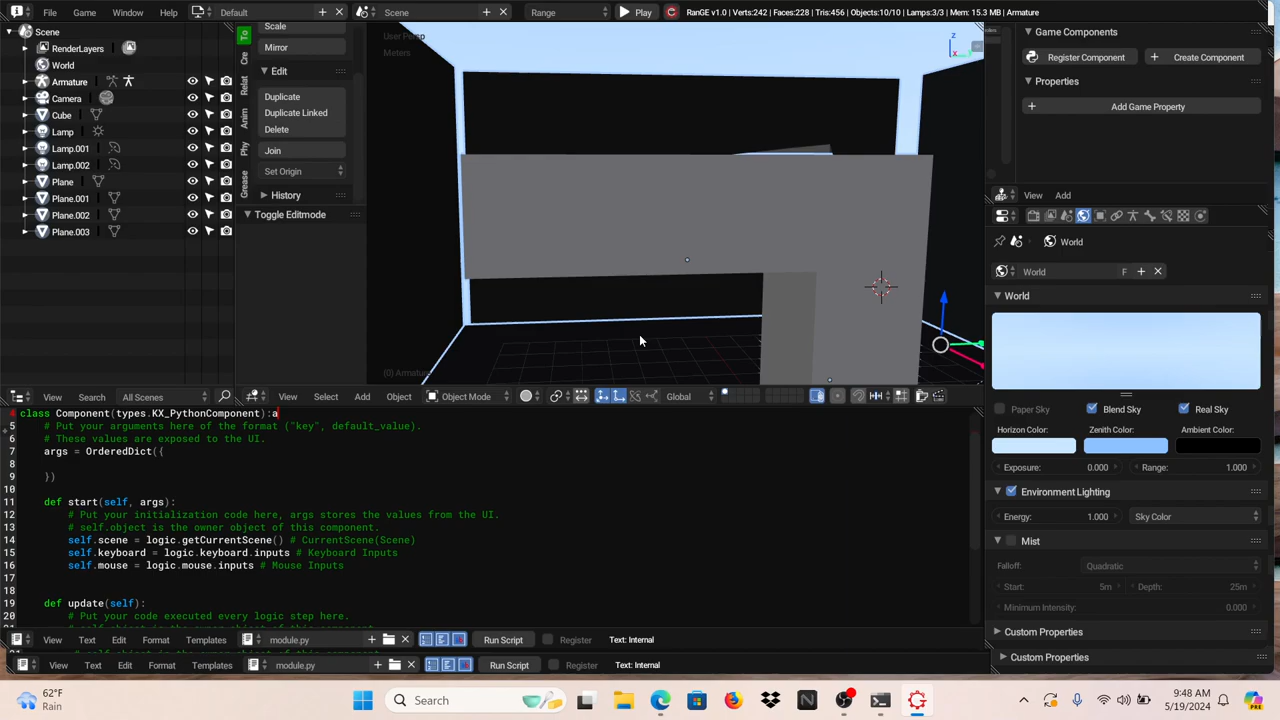 File
Game
Window
Help
Default
Scene
Range
Play
RanGE v1.0 | Verts:242 | Faces:228 | Tris:456 | Objects:10/10 | Lamps:3/3 | Mem: 15.3 MB | Armature
Scene
RenderLayers
World
Armature
Camera
Cube
Lamp
Lamp.001
Lamp.002
Plane
Plane.001
Plane.002
Plane.003
View
Search
All Scenes
To
Cre
Relat
Anim
Phy
Grease
Scale
Mirror
Edit
Duplicate
Duplicate Linked
Delete
Join
Set Origin
History
Toggle Editmode
User Persp
Meters
z
x
(0) Armature
View
Select
Add
Object
Object Mode
Global
4 class Component(types.KX_PythonComponent):a
5 # Put your arguments here of the format ("key", default_value).
6 # These values are exposed to the UI.
7 args = OrderedDict({
8
9 })
10
11 def start(self, args):
12 # Put your initialization code here, args stores the values from the UI.
13 # self.object is the owner object of this component.
14 self.scene = logic.getCurrentScene() # CurrentScene(Scene)
15 self.keyboard = logic.keyboard.inputs # Keyboard Inputs
16 self.mouse = logic.mouse.inputs # Mouse Inputs
17
18
19 def update(self):
20 # Put your code executed every logic step here.
View
Text
Edit
Format
Templates
module.py
Run Script
Register
Text: Internal
View
Text
Edit
Format
Templates
module.py
Run Script
Register
Text: Internal
Game Components
Register Component
Create Component
Properties
Add Game Property
View
Add
World
World
F
World
Paper Sky
Blend Sky
Real Sky
Horizon Color:
Zenith Color:
Ambient Color:
Exposure: 0.000
Range: 1.000
Environment Lighting
Energy: 1.000
Sky Color
Mist
Falloff: Quadratic
Start: 5m
Depth: 25m
Minimum Intensity: 0.000
Custom Properties
Custom Properties
62°F
Rain
Search
9:48 AM
5/19/2024
PRE